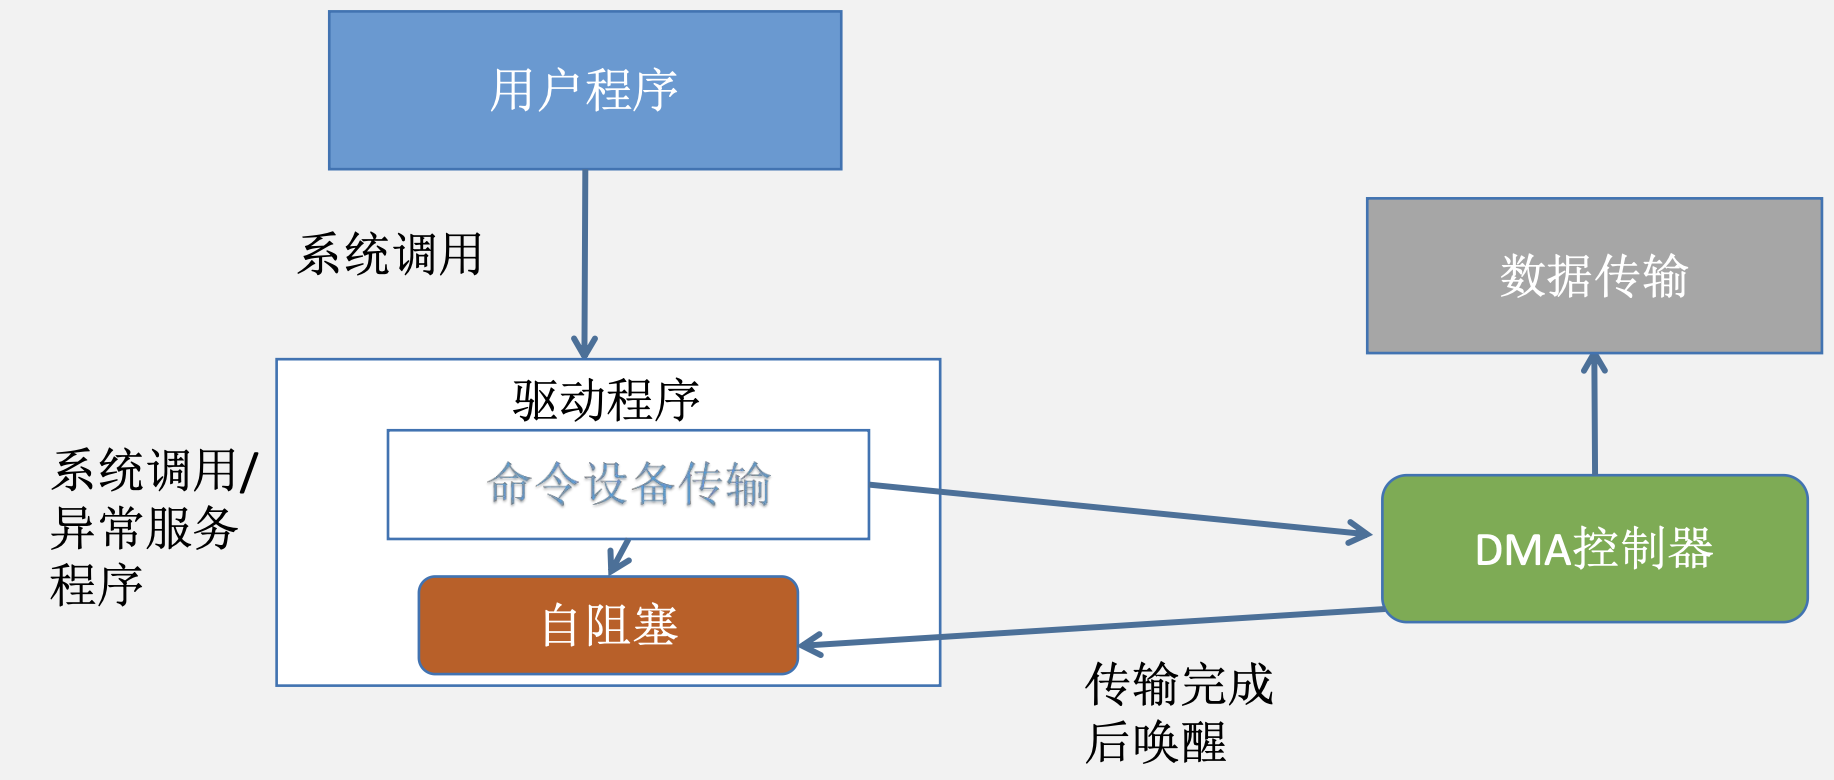 用户程序
系统调用
数据传输
驱动程序
命令设备传输
系统调用/
异常服务
程序
自阻塞
DMA控制器
传输完成
后唤醒